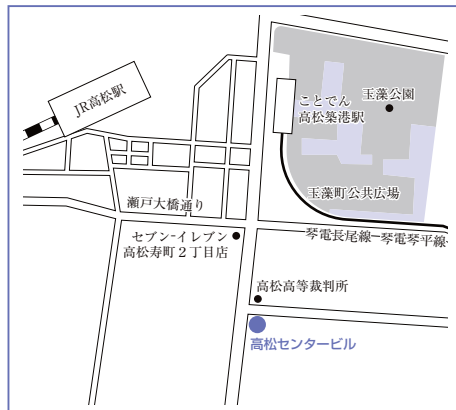 JR高松駅
ことでん
高松築港駅
玉藻公園
玉藻町公共広場
瀬戸大橋通り
琴電長尾線―琴電琴平線
セブン-イレブン
高松寿町2丁目店
高松高等裁判所
高松センタービル